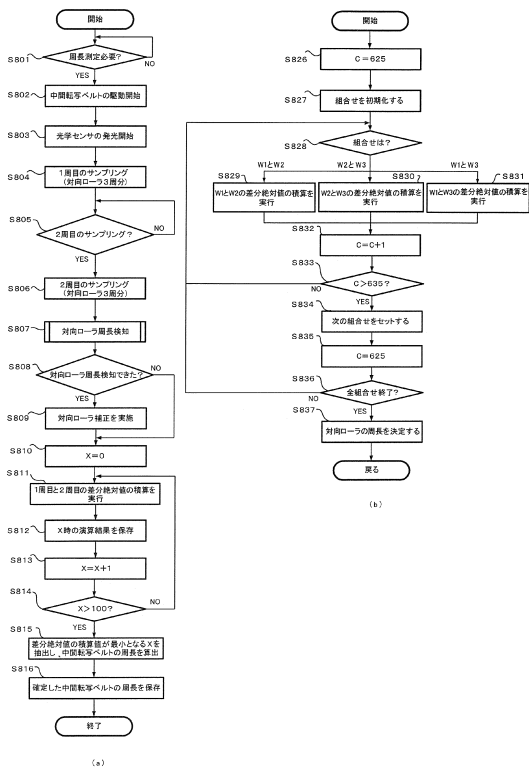 開始
S801
周長測定必要?
NO
YES
S802
中間転写ベルトの駆動開始
S803
光学センサの発光開始
S804
1周目のサンプリング
(対向ローラ3周分)
S805
2周目のサンプリング?
NO
YES
S806
2周目のサンプリング
(対向ローラ3周分)
S807
対向ローラ周長検知
S808
対向ローラ周長検知できた?
NO
YES
S809
対向ローラ補正を実施
S810
X=0
S811
1周目と2周目の差分絶対値の積算を
実行
S812
X時の演算結果を保存
S813
X=X+1
S814
X>100?
NO
YES
S815
差分絶対値の積算値が最小となるXを
抽出し、中間転写ベルトの周長を算出
S816
確定した中間転写ベルトの周長を保存
終了
(a)
開始
S826
C=625
S827
組合せを初期化する
S828
組合せは?
W1とW2
W2とW3
W1とW3
S829
S830
S831
W1とW2の差分絶対値の積算を
実行
W2とW3の差分絶対値の積算を
実行
W1とW3の差分絶対値の積算を
実行
S832
C=C+1
S833
C>635?
NO
YES
S834
次の組合せをセットする
S835
C=625
S836
全組合せ終了?
NO
YES
S837
対向ローラの周長を決定する
戻る
(b)